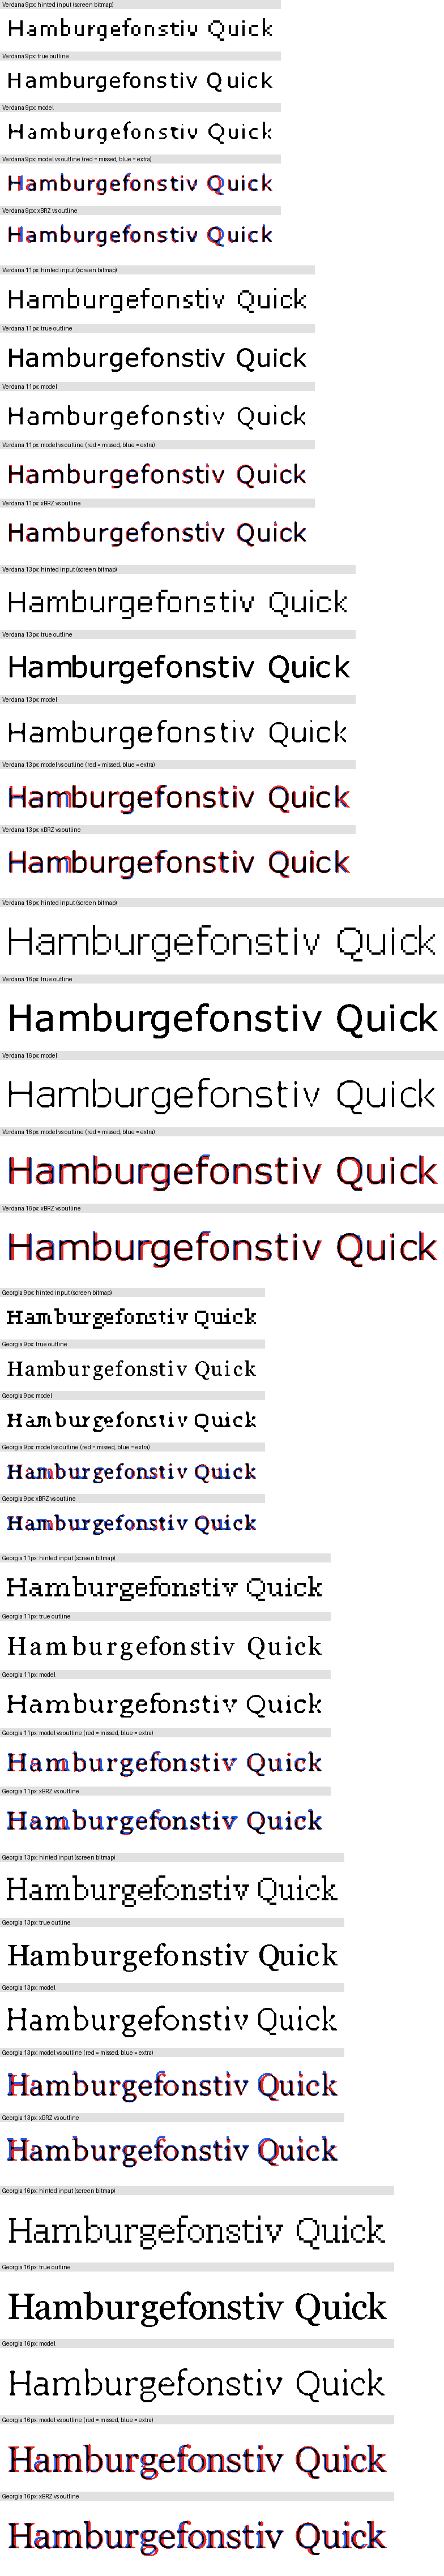 Verdana 9px: hinted input (screen bitmap)
Hamburgefonstiv Quick
Verdana 9px: true outline
Hamburgefonstiv Quick
Verdana 9px: model
Hamburgefonstiv Quick
Verdana 9px: model vs outline (red = missed, blue = extra)
Hamburgefonstiv Quick
Verdana 9px: xBRZ vs outline
Hamburgefonstiv Quick
Verdana 11px: hinted input (screen bitmap)
Hamburgefonstiv Quick
Verdana 11px: true outline
Hamburgefonstiv Quick
Verdana 11px: model
Hamburgefonstiv Quick
Verdana 11px: model vs outline (red = missed, blue = extra)
Hamburgefonstiv Quick
Verdana 11px: xBRZ vs outline
Hamburgefonstiv Quick
Verdana 13px: hinted input (screen bitmap)
Hamburgefonstiv Quick
Verdana 13px: true outline
Hamburgefonstiv Quick
Verdana 13px: model
Hamburgefonstiv Quick
Verdana 13px: model vs outline (red = missed, blue = extra)
Hamburgefonstiv Quick
Verdana 13px: xBRZ vs outline
Hamburgefonstiv Quick
Verdana 16px: hinted input (screen bitmap)
Hamburgefonstiv Quick
Verdana 16px: true outline
Hamburgefonstiv Quick
Verdana 16px: model
Hamburgefonstiv Quick
Verdana 16px: model vs outline (red = missed, blue = extra)
Hamburgefonstiv Quick
Verdana 16px: xBRZ vs outline
Hamburgefonstiv Quick
Georgia 9px: hinted input (screen bitmap)
Hamburgefonstiv Quick
Georgia 9px: true outline
Hamburgefonstiv Quick
Georgia 9px: model
Hamburgefonstiv Quick
Georgia 9px: model vs outline (red = missed, blue = extra)
Hamburgefonstiv Quick
Georgia 9px: xBRZ vs outline
Hamburgefonstiv Quick
Georgia 11px: hinted input (screen bitmap)
Hamburgefonstiv Quick
Georgia 11px: true outline
Hamburgefonstiv Quick
Georgia 11px: model
Hamburgefonstiv Quick
Georgia 11px: model vs outline (red = missed, blue = extra)
Hamburgefonstiv Quick
Georgia 11px: xBRZ vs outline
Hamburgefonstiv Quick
Georgia 13px: hinted input (screen bitmap)
Hamburgefonstiv Quick
Georgia 13px: true outline
Hamburgefonstiv Quick
Georgia 13px: model
Hamburgefonstiv Quick
Georgia 13px: model vs outline (red = missed, blue = extra)
Hamburgefonstiv Quick
Georgia 13px: xBRZ vs outline
Hamburgefonstiv Quick
Georgia 16px: hinted input (screen bitmap)
Hamburgefonstiv Quick
Georgia 16px: true outline
Hamburgefonstiv Quick
Georgia 16px: model
Hamburgefonstiv Quick
Georgia 16px: model vs outline (red = missed, blue = extra)
Hamburgefonstiv Quick
Georgia 16px: xBRZ vs outline
Hamburgefonstiv Quick